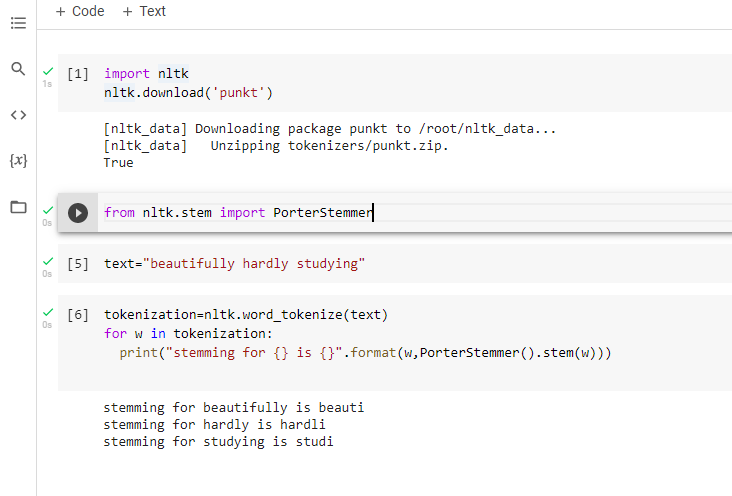 + Code + Text
[1] import nltk
nltk.download('punkt')
1s
[nltk_data] Downloading package punkt to /root/nltk_data...
[nltk_data]   Unzipping tokenizers/punkt.zip.
True
{x}
from nltk.stem import PorterStemmer
0s
[5] text="beautifully hardly studying"
0s
[6] tokenization=nltk.word_tokenize(text)
0s
for w in tokenization:
  print("stemming for {} is {}".format(w,PorterStemmer().stem(w)))
stemming for beautifully is beauti
stemming for hardly is hardli
stemming for studying is studi